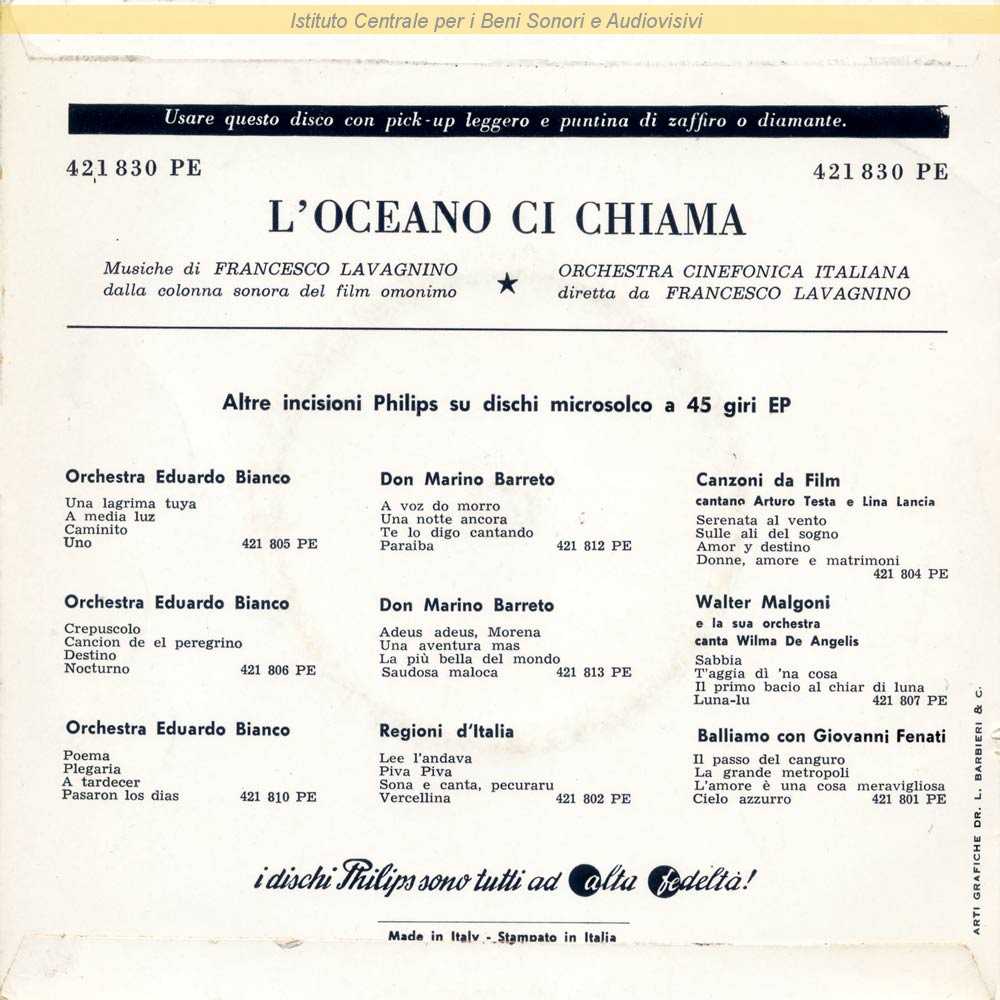 Istituto Centrale per i Beni Sonori e Audiovisivi
Usare questo disco con pick-up leggero e puntina di zaffiro o diamante.
421 830 PE
421 830 PE
L'OCEANO CI CHIAMA
Musiche di FRANCESCO LAVAGNINO
dalla colonna sonora del film omonimo
★
ORCHESTRA CINEFONICA ITALIANA
diretta da FRANCESCO LAVAGNINO
Altre incisioni Philips su dischi microsolco a 45 giri EP
Orchestra Eduardo Bianco
Una lagrima tuya
A media luz
Caminito
Uno 421 805 PE
Orchestra Eduardo Bianco
Crepuscolo
Cancion de el peregrino
Destino
Nocturno 421 806 PE
Orchestra Eduardo Bianco
Poema
Plegaria
A tardecer
Pasaron los dias 421 810 PE
Don Marino Barreto
A voz do morro
Una notte ancora
Te lo digo cantando
Paraiba 421 812 PE
Don Marino Barreto
Adeus adeus, Morena
Una aventura mas
La più bella del mondo
Saudosa maloca 421 813 PE
Regioni d'Italia
Lee l'andava
Piva Piva
Sona e canta, pecuraru
Vercellina 421 802 PE
Canzoni da Film
cantano Arturo Testa e Lina Lancia
Serenata al vento
Sulle ali del sogno
Amor y destino
Donne, amore e matrimoni
421 804 PE
Walter Malgoni
e la sua orchestra
canta Wilma De Angelis
Sabbia
T'aggia dì 'na cosa
Il primo bacio al chiar di luna
Luna-lu 421 807 PE
Balliamo con Giovanni Fenati
Il passo del canguro
La grande metropoli
L'amore è una cosa meravigliosa
Cielo azzurro 421 801 PE
i dischi Philips sono tutti ad alta fedeltà!
Made in Italy - Stampato in Italia
ARTI GRAFICHE DR. L. BARBIERI & C.